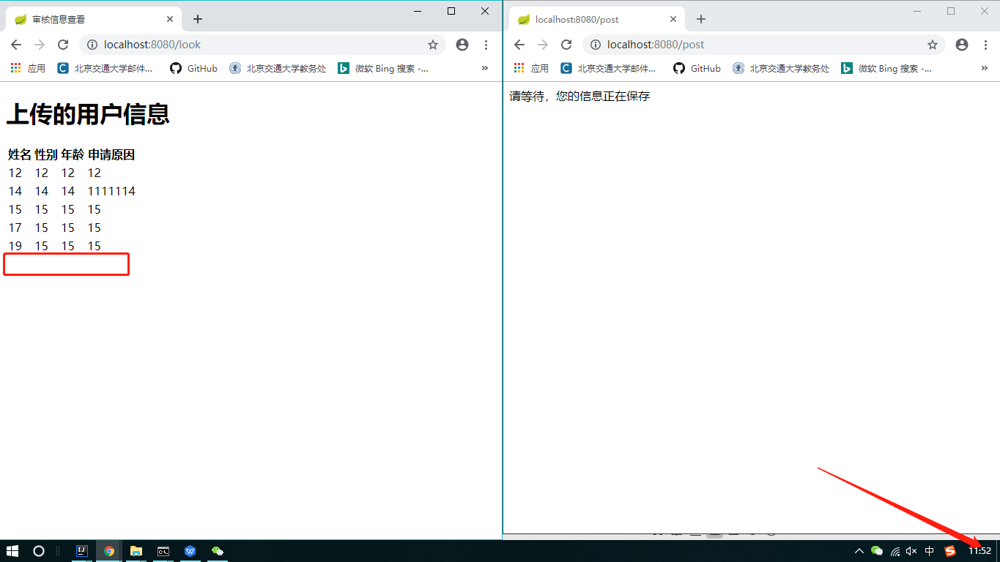 审核信息查看
localhost:8080/look
应用 北京交通大学邮件... GitHub 北京交通大学教务处 微软 Bing 搜索 -... »
上传的用户信息
姓名 性别 年龄 申请原因
12 12 12 12
14 14 14 1111114
15 15 15 15
17 15 15 15
19 15 15 15
localhost:8080/post
localhost:8080/post
应用 北京交通大学邮件... GitHub 北京交通大学教务处 微软 Bing 搜索 -... »
请等待，您的信息正在保存
中 11:52